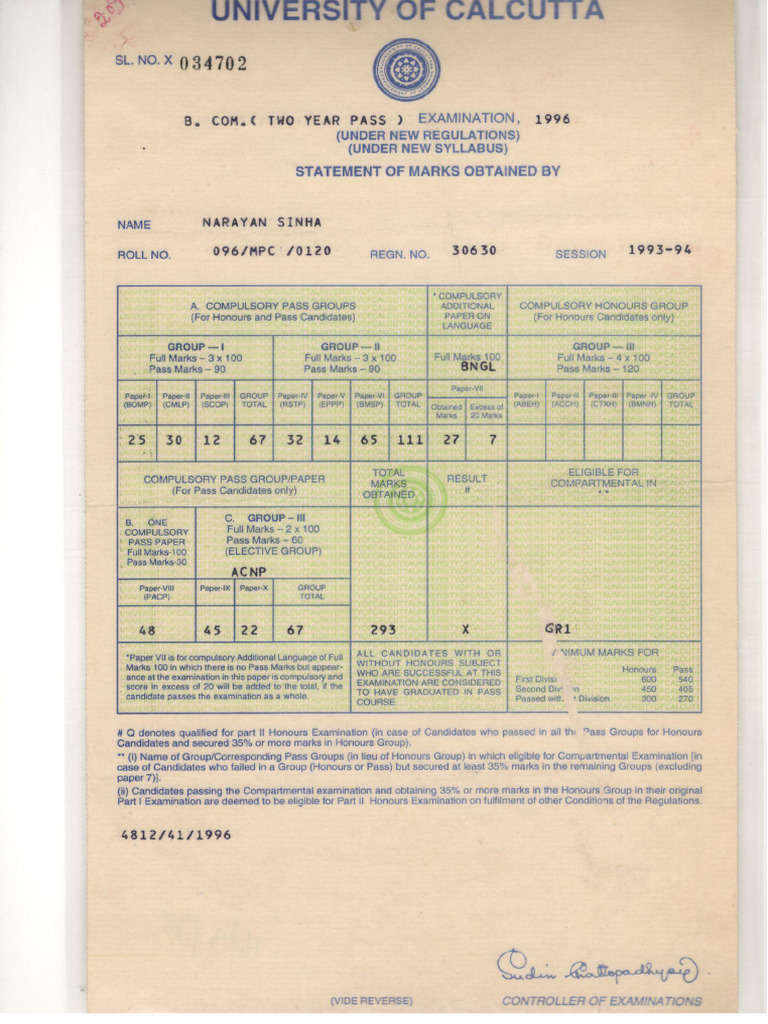 UNIVERSITY OF CALCUTTA
SL. NO. X 034702
B. COM.( TWO YEAR PASS ) EXAMINATION, 1996
(UNDER NEW REGULATIONS)
(UNDER NEW SYLLABUS)
STATEMENT OF MARKS OBTAINED BY
NAME NARAYAN SINHA
ROLL NO. 096/MPC /0120 REGN. NO. 30630 SESSION 1993-94
A. COMPULSORY PASS GROUPS
(For Honours and Pass Candidates)
* COMPULSORY
ADDITIONAL
PAPER ON
LANGUAGE
COMPULSORY HONOURS GROUP
(For Honours Candidates only)
GROUP — I
Full Marks – 3 x 100
Pass Marks – 90
GROUP — II
Full Marks – 3 x 100
Pass Marks – 90
Full Marks 100
BNGL
GROUP — III
Full Marks – 4 x 100
Pass Marks – 120
Paper-I
(BOMP)
Paper-II
(CMLP)
Paper-III
(SCOP)
GROUP
TOTAL
Paper-IV
(RSTP)
Paper-V
(EPPP)
Paper-VI
(BMSP)
GROUP
TOTAL
Paper-VII
Obtained
Marks
Excess of
20 Marks
Paper-I
(ABEH)
Paper-II
(ACCH)
Paper-III
(CTXH)
Paper-IV
(BMNH)
GROUP
TOTAL
25 30 12 67 32 14 65 111 27 7
COMPULSORY PASS GROUP/PAPER
(For Pass Candidates only)
TOTAL
MARKS
OBTAINED
RESULT
#
ELIGIBLE FOR
COMPARTMENTAL IN
**
B. ONE
COMPULSORY
PASS PAPER
Full Marks-100
Pass Marks-30
C. GROUP – III
Full Marks – 2 x 100
Pass Marks – 60
(ELECTIVE GROUP)
ACNP
Paper-VIII
(PACP)
Paper-IX
Paper-X
GROUP
TOTAL
48 45 22 67 293 X GR1
*Paper VII is for compulsory Additional Language of Full
Marks 100 in which there is no Pass Marks but appear-
ance at the examination in this paper is compulsory and
score in excess of 20 will be added to the total, if the
candidate passes the examination as a whole.
ALL CANDIDATES WITH OR
WITHOUT HONOURS SUBJECT
WHO ARE SUCCESSFUL AT THIS
EXAMINATION ARE CONSIDERED
TO HAVE GRADUATED IN PASS
COURSE.
NIMUM MARKS FOR
Honours Pass
First Divisi 600 540
Second Div n 450 405
Passed with Division 300 270
# Q denotes qualified for part II Honours Examination (in case of Candidates who passed in all the Pass Groups for Honours
Candidates and secured 35% or more marks in Honours Group).
** (i) Name of Group/Corresponding Pass Groups (in lieu of Honours Group) in which eligible for Compartmental Examination [in
case of Candidates who failed in a Group (Honours or Pass) but secured at least 35% marks in the remaining Groups (excluding
paper 7)].
(ii) Candidates passing the Compartmental examination and obtaining 35% or more marks in the Honours Group in their original
Part I Examination are deemed to be eligible for Part II Honours Examination on fulfilment of other Conditions of the Regulations.
4812/41/1996
Sudin Chattopadhyay
(VIDE REVERSE) CONTROLLER OF EXAMINATIONS